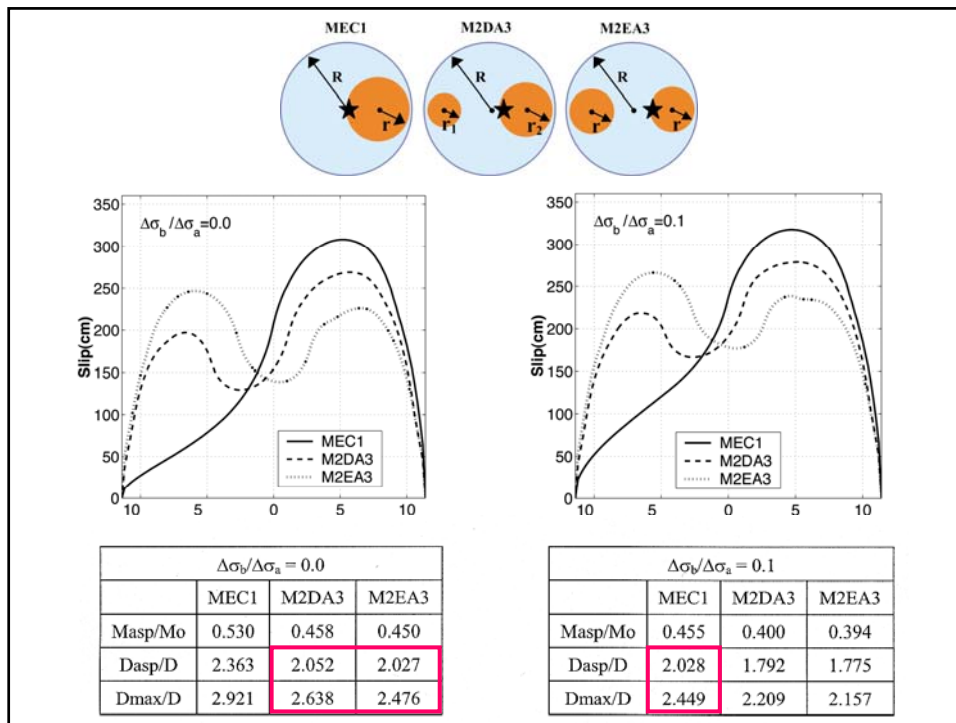 MEC1 M2DA3 M2EA3
R R R
r r₁ r₂ r r
350 350
300 300
250 250
200 200
150 150
100 100
50 50
0 0
Slip(cm) Slip(cm)
Δσb/Δσa=0.0 Δσb/Δσa=0.1
MEC1 MEC1
M2DA3 M2DA3
M2EA3 M2EA3
10 5 0 5 10 10 5 0 5 10
Δσb/Δσa = 0.0
MEC1 M2DA3 M2EA3
Masp/Mo 0.530 0.458 0.450
Dasp/D 2.363 2.052 2.027
Dmax/D 2.921 2.638 2.476
Δσb/Δσa = 0.1
MEC1 M2DA3 M2EA3
Masp/Mo 0.455 0.400 0.394
Dasp/D 2.028 1.792 1.775
Dmax/D 2.449 2.209 2.157